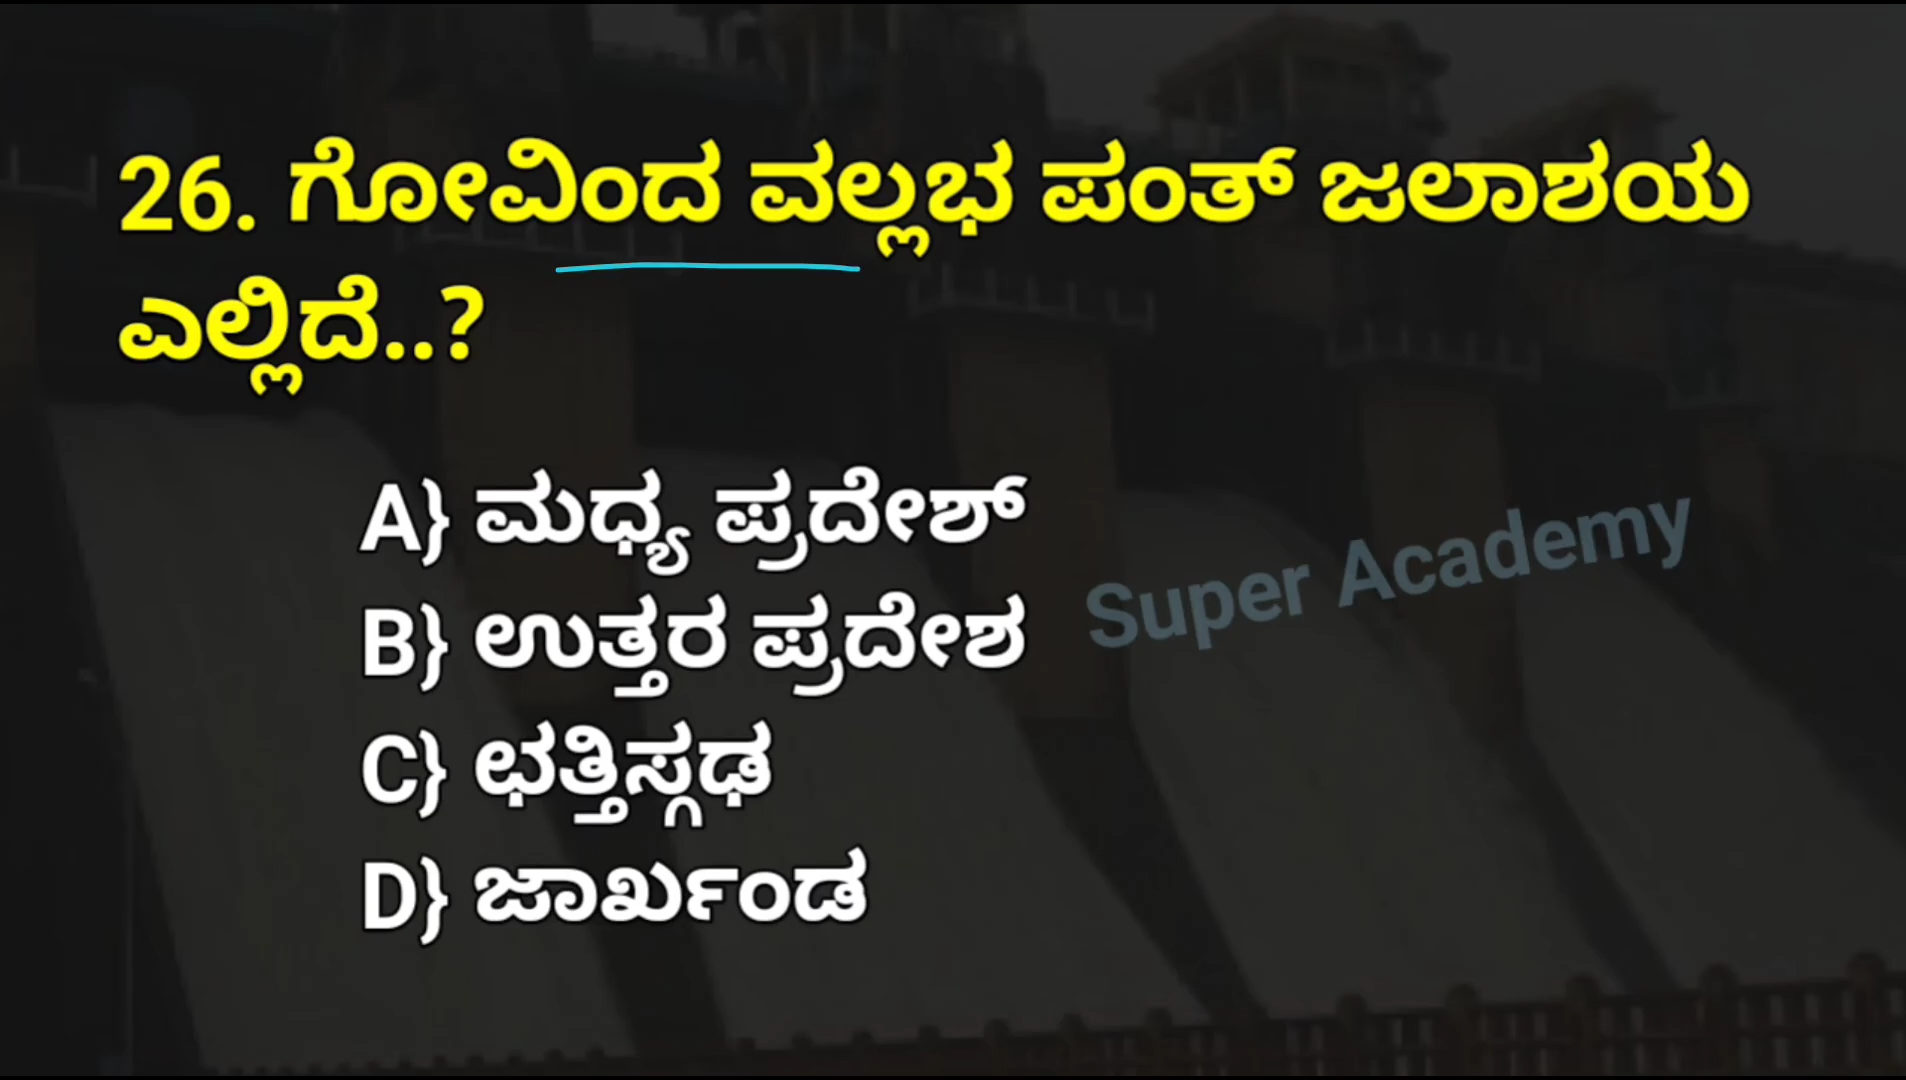 26. ಗೋವಿಂದ ವಲ್ಲಭ ಪಂತ್ ಜಲಾಶಯ
ಎಲ್ಲಿದೆ..?
A} ಮಧ್ಯ ಪ್ರದೇಶ್
B} ಉತ್ತರ ಪ್ರದೇಶ
C} ಛತ್ತಿಸ್ಗಢ
D} ಜಾರ್ಖಂಡ
Super Academy